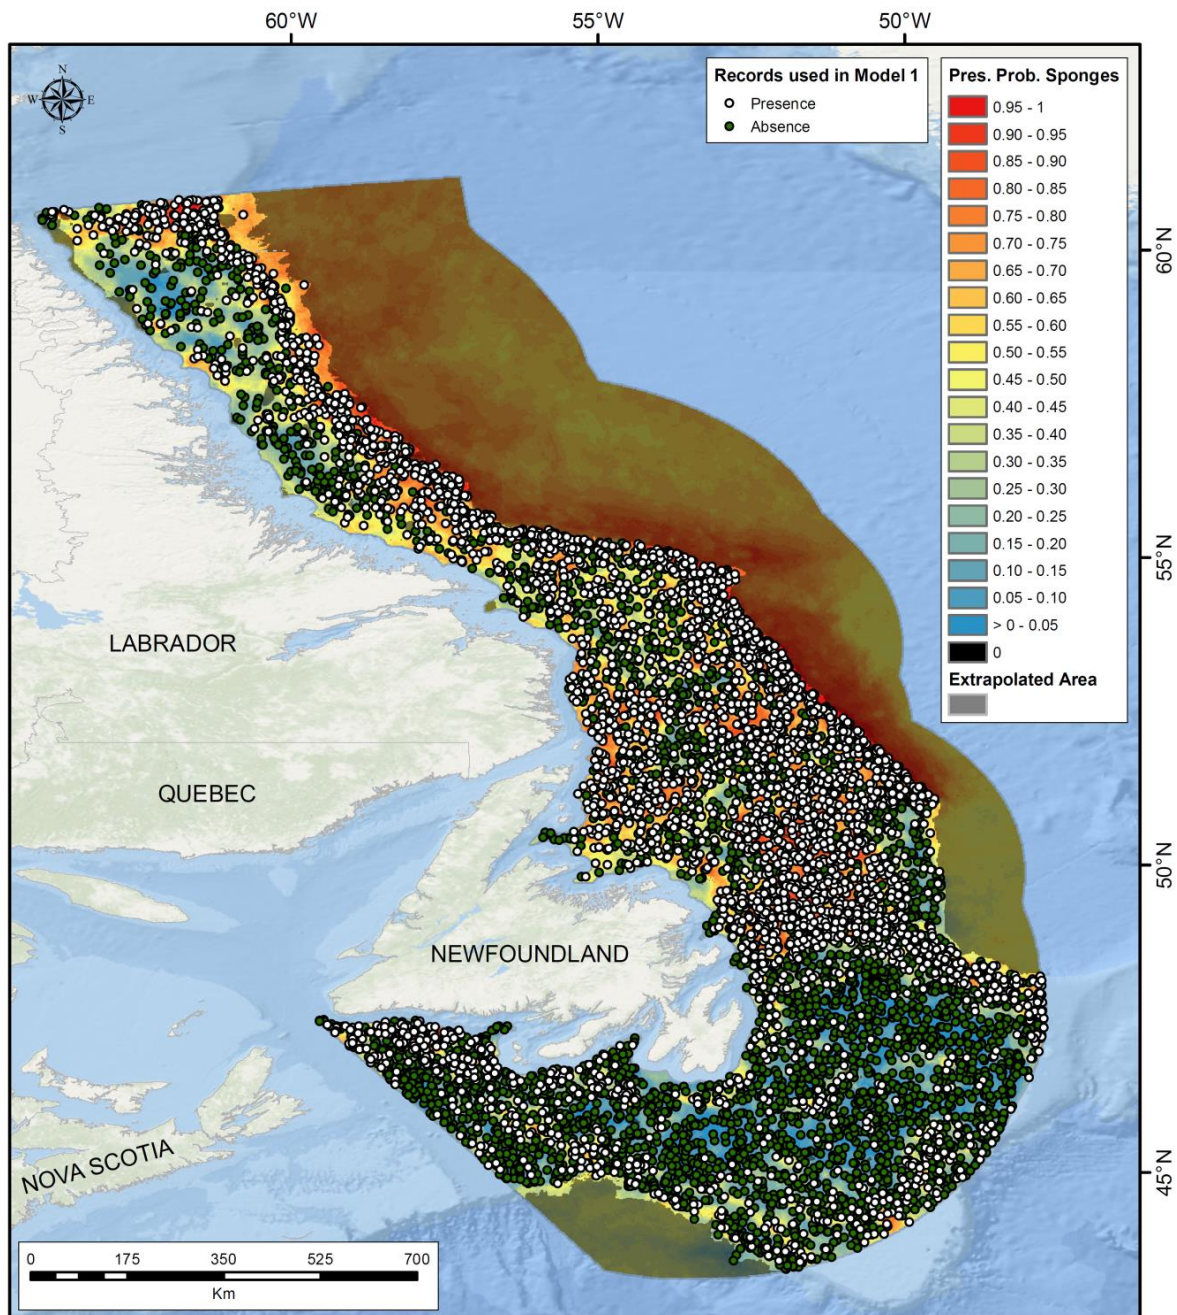 60°W 55°W 50°W
N
W E
S
Records used in Model 1
Presence
Absence
Pres. Prob. Sponges
0.95 - 1
0.90 - 0.95
0.85 - 0.90
0.80 - 0.85
0.75 - 0.80
0.70 - 0.75
0.65 - 0.70
0.60 - 0.65
0.55 - 0.60
0.50 - 0.55
0.45 - 0.50
0.40 - 0.45
0.35 - 0.40
0.30 - 0.35
0.25 - 0.30
0.20 - 0.25
0.15 - 0.20
0.10 - 0.15
0.05 - 0.10
> 0 - 0.05
0
Extrapolated Area
60°N
55°N
50°N
45°N
LABRADOR
QUEBEC
NEWFOUNDLAND
NOVA SCOTIA
0 175 350 525 700
Km